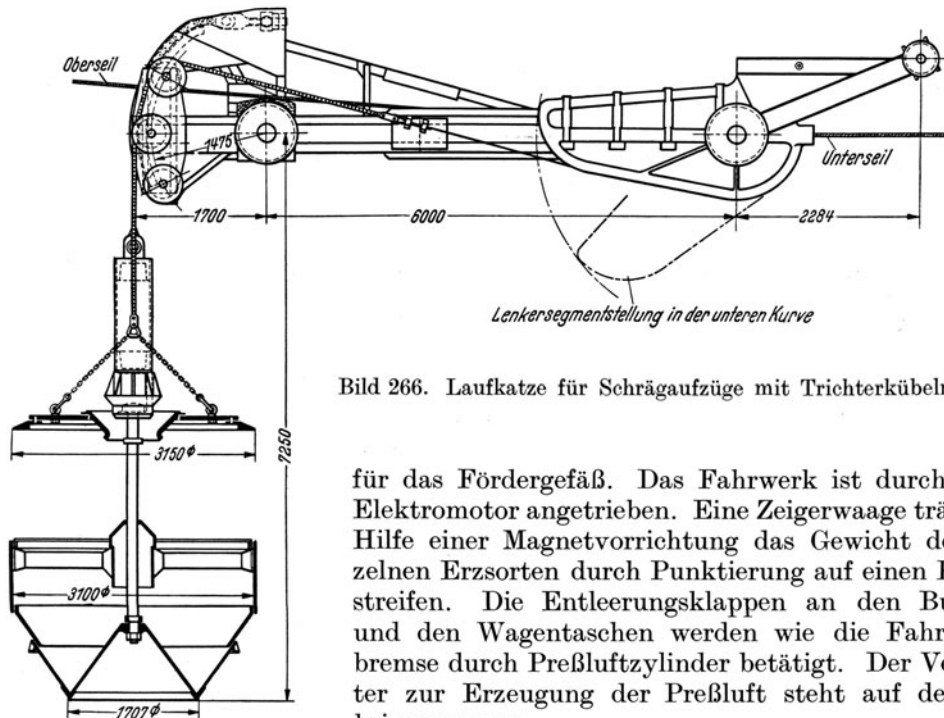 Oberseil
1475
Unterseil
1700
6000
2284
Lenkersegmentstellung in der unteren Kurve
Bild 266. Laufkatze für Schrägaufzüge mit Trichterkübeln
7250
3150 φ
für das Fördergefäß. Das Fahrwerk ist durch
Elektromotor angetrieben. Eine Zeigerwaage trä
Hilfe einer Magnetvorrichtung das Gewicht de
zelnen Erzsorten durch Punktierung auf einen
3100 φ
streifen. Die Entleerungsklappen an den Bu
und den Wagentaschen werden wie die Fahr
bremse durch Preßluftzylinder betätigt. Der Ve
ter zur Erzeugung der Preßluft steht auf de
1707 φ